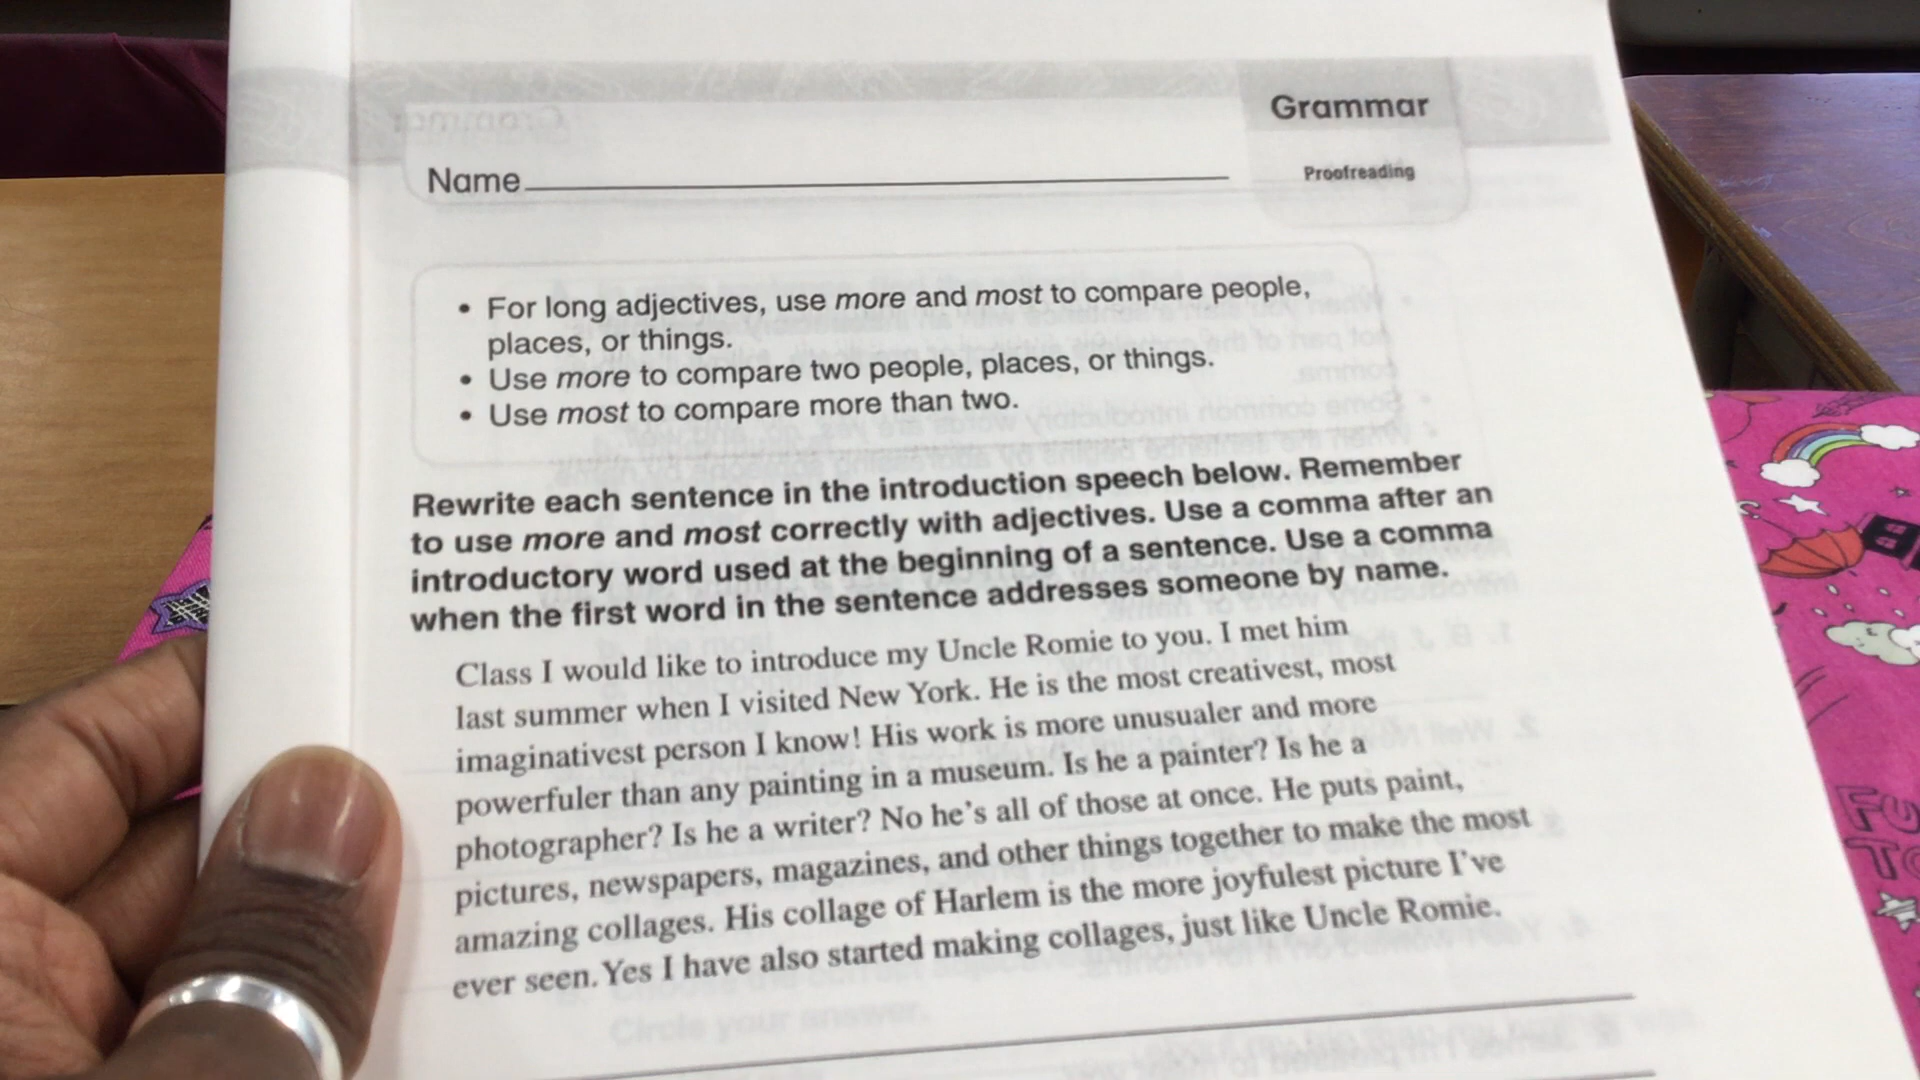 Grammar
Name
Proofreading
• For long adjectives, use more and most to compare people,
places, or things.
• Use more to compare two people, places, or things.
• Use most to compare more than two.
Rewrite each sentence in the introduction speech below. Remember
to use more and most correctly with adjectives. Use a comma after an
introductory word used at the beginning of a sentence. Use a comma
when the first word in the sentence addresses someone by name.
Class I would like to introduce my Uncle Romie to you. I met him
last summer when I visited New York. He is the most creativest, most
imaginativest person I know! His work is more unusualer and more
powerfuler than any painting in a museum. Is he a painter? Is he a
photographer? Is he a writer? No he's all of those at once. He puts paint,
pictures, newspapers, magazines, and other things together to make the most
amazing collages. His collage of Harlem is the more joyfulest picture I've
ever seen. Yes I have also started making collages, just like Uncle Romie.